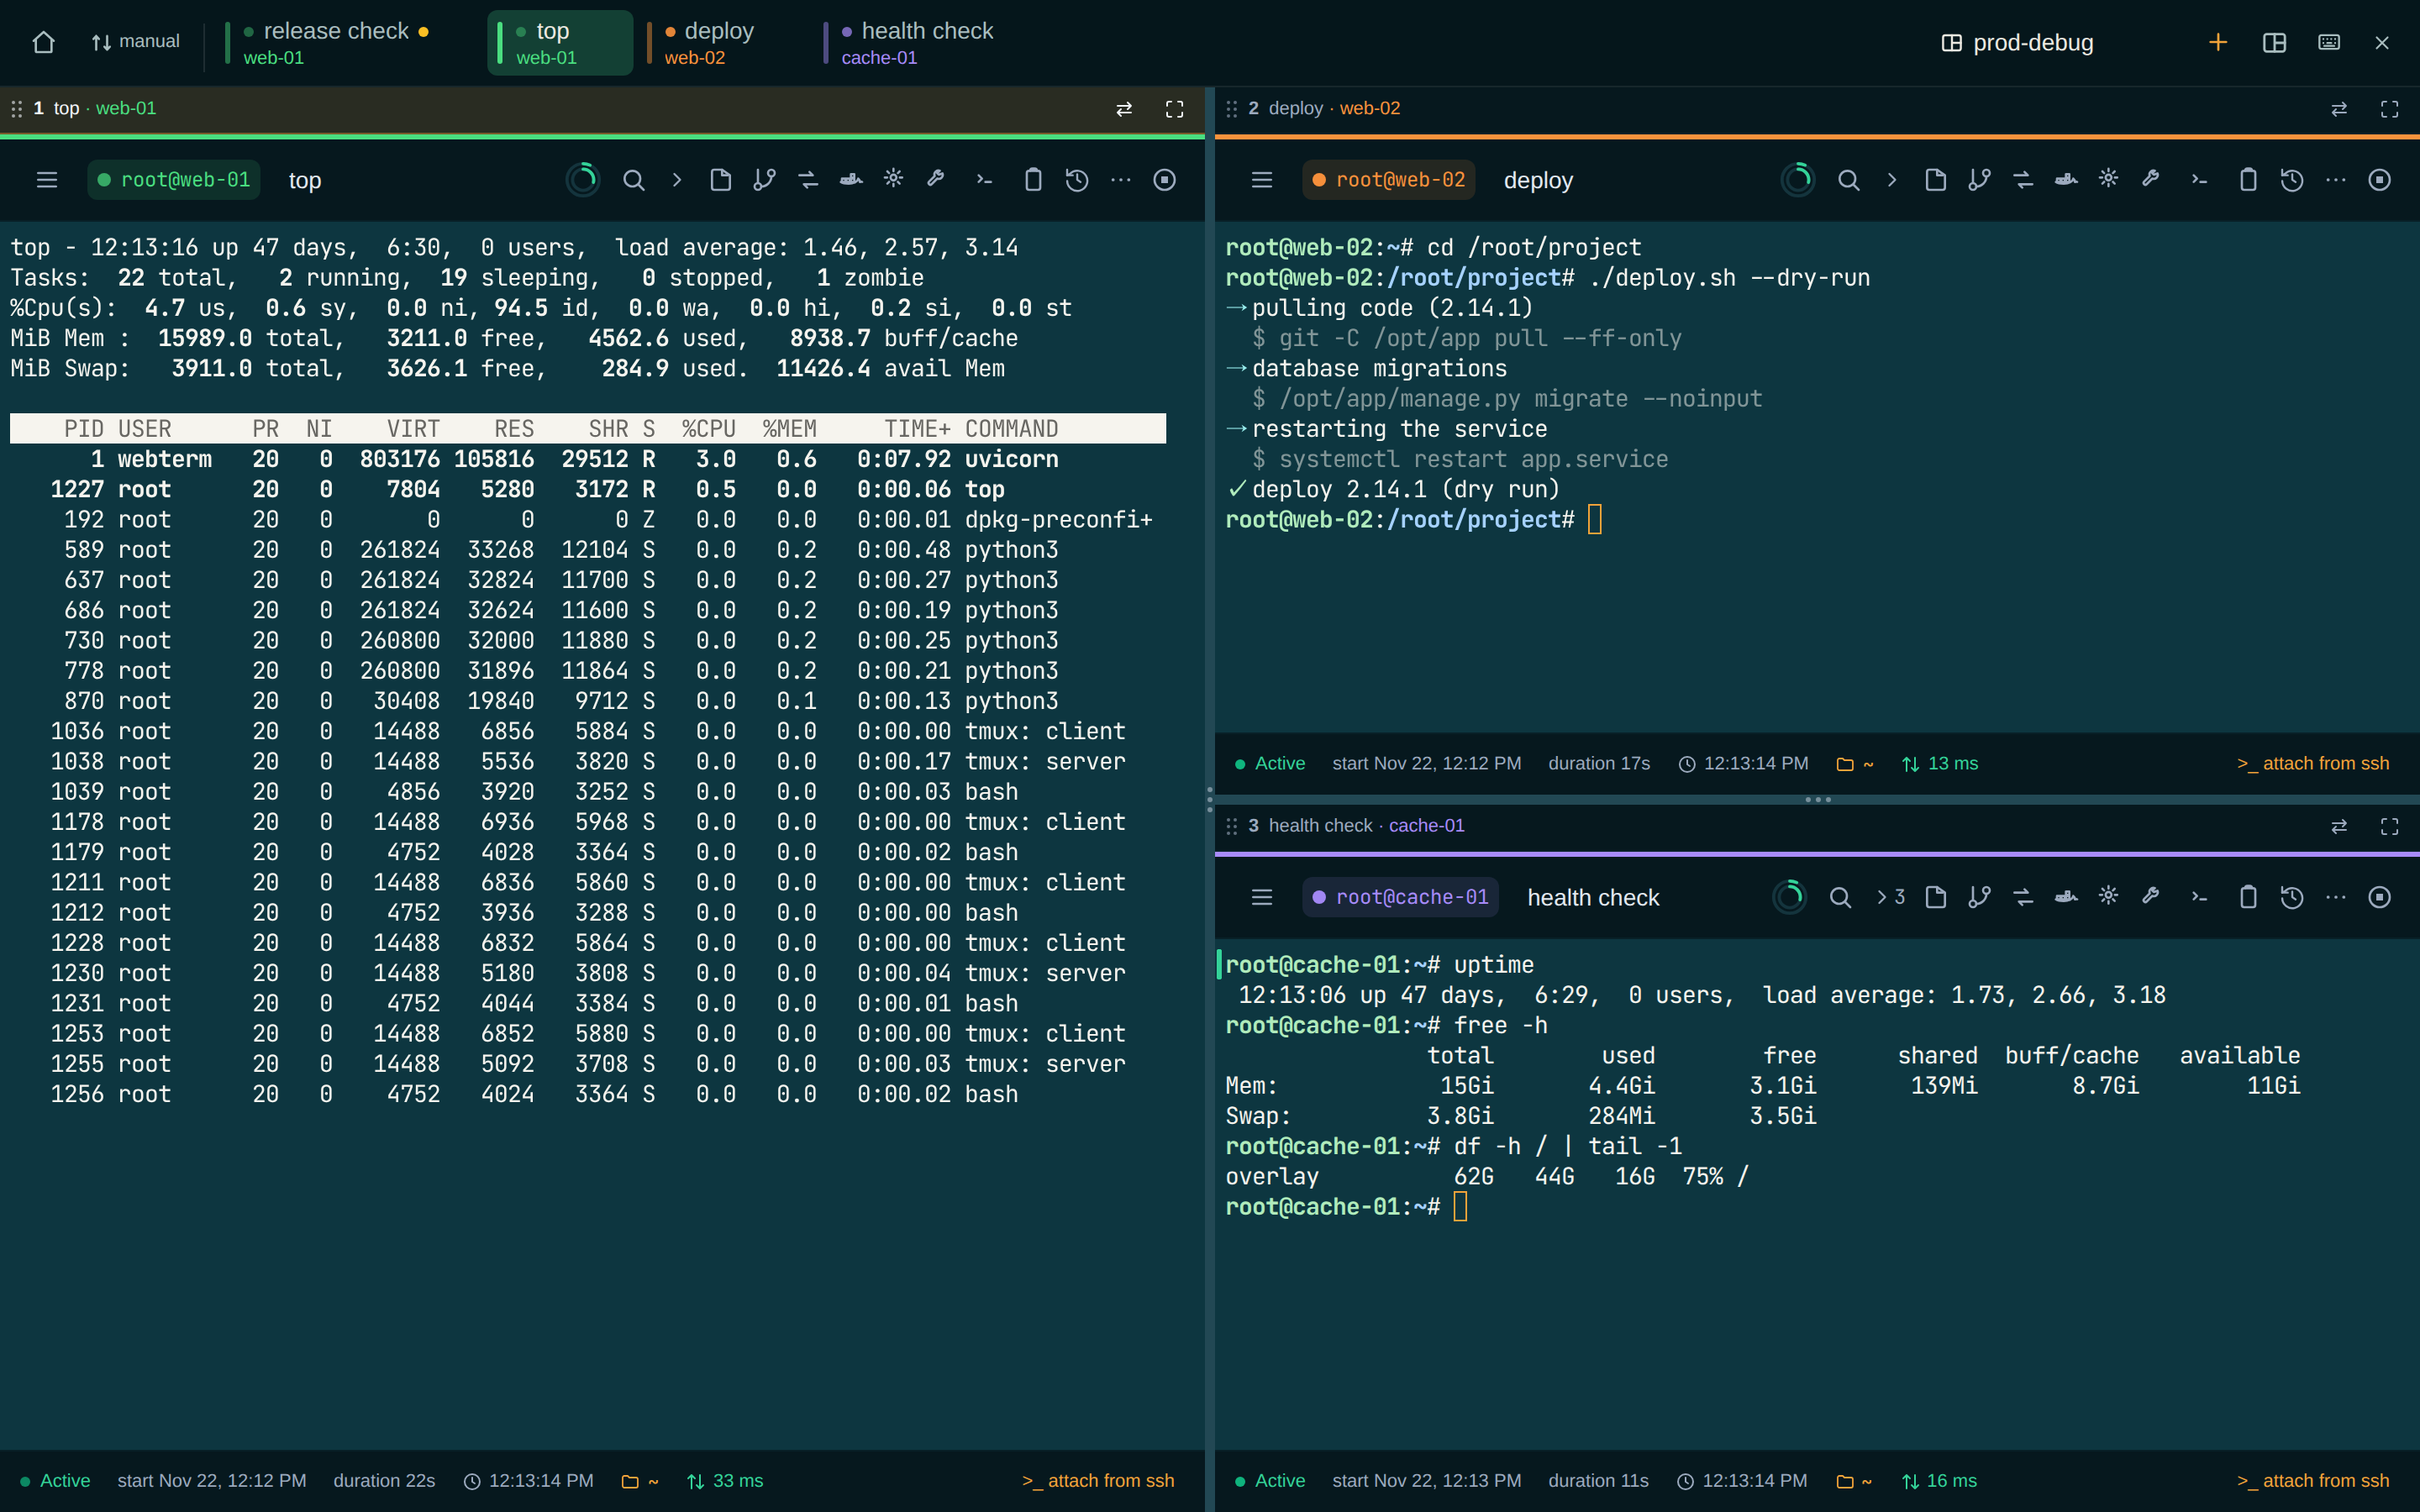 manual
release check
web-01
top
web-01
deploy
web-02
health check
cache-01
prod-debug
1 top · web-01
root@web-01 top
top - 12:13:16 up 47 days,  6:30,  0 users,  load average: 1.46, 2.57, 3.14
Tasks:  22 total,   2 running,  19 sleeping,   0 stopped,   1 zombie
%Cpu(s):  4.7 us,  0.6 sy,  0.0 ni, 94.5 id,  0.0 wa,  0.0 hi,  0.2 si,  0.0 st
MiB Mem :  15989.0 total,   3211.0 free,   4562.6 used,   8938.7 buff/cache
MiB Swap:   3911.0 total,   3626.1 free,    284.9 used.  11426.4 avail Mem
PID USER      PR  NI    VIRT    RES    SHR S  %CPU  %MEM     TIME+ COMMAND
1 webterm   20   0  803176 105816  29512 R   3.0   0.6   0:07.92 uvicorn
1227 root      20   0    7804   5280   3172 R   0.5   0.0   0:00.06 top
192 root      20   0       0      0      0 Z   0.0   0.0   0:00.01 dpkg-preconfi+
589 root      20   0  261824  33268  12104 S   0.0   0.2   0:00.48 python3
637 root      20   0  261824  32824  11700 S   0.0   0.2   0:00.27 python3
686 root      20   0  261824  32624  11600 S   0.0   0.2   0:00.19 python3
730 root      20   0  260800  32000  11880 S   0.0   0.2   0:00.25 python3
778 root      20   0  260800  31896  11864 S   0.0   0.2   0:00.21 python3
870 root      20   0   30408  19840   9712 S   0.0   0.1   0:00.13 python3
1036 root      20   0   14488   6856   5884 S   0.0   0.0   0:00.00 tmux: client
1038 root      20   0   14488   5536   3820 S   0.0   0.0   0:00.17 tmux: server
1039 root      20   0    4856   3920   3252 S   0.0   0.0   0:00.03 bash
1178 root      20   0   14488   6936   5968 S   0.0   0.0   0:00.00 tmux: client
1179 root      20   0    4752   4028   3364 S   0.0   0.0   0:00.02 bash
1211 root      20   0   14488   6836   5860 S   0.0   0.0   0:00.00 tmux: client
1212 root      20   0    4752   3936   3288 S   0.0   0.0   0:00.00 bash
1228 root      20   0   14488   6832   5864 S   0.0   0.0   0:00.00 tmux: client
1230 root      20   0   14488   5180   3808 S   0.0   0.0   0:00.04 tmux: server
1231 root      20   0    4752   4044   3384 S   0.0   0.0   0:00.01 bash
1253 root      20   0   14488   6852   5880 S   0.0   0.0   0:00.00 tmux: client
1255 root      20   0   14488   5092   3708 S   0.0   0.0   0:00.03 tmux: server
1256 root      20   0    4752   4024   3364 S   0.0   0.0   0:00.02 bash
Active start Nov 22, 12:12 PM duration 22s 12:13:14 PM ~ 33 ms >_ attach from ssh
2 deploy · web-02
root@web-02 deploy
root@web-02:~# cd /root/project
root@web-02:/root/project# ./deploy.sh --dry-run
→ pulling code (2.14.1)
$ git -C /opt/app pull --ff-only
→ database migrations
$ /opt/app/manage.py migrate --noinput
→ restarting the service
$ systemctl restart app.service
✓ deploy 2.14.1 (dry run)
root@web-02:/root/project#
Active start Nov 22, 12:12 PM duration 17s 12:13:14 PM ~ 13 ms >_ attach from ssh
3 health check · cache-01
root@cache-01 health check 3
root@cache-01:~# uptime
12:13:06 up 47 days,  6:29,  0 users,  load average: 1.73, 2.66, 3.18
root@cache-01:~# free -h
total        used        free      shared  buff/cache   available
Mem:            15Gi       4.4Gi       3.1Gi       139Mi       8.7Gi        11Gi
Swap:          3.8Gi       284Mi       3.5Gi
root@cache-01:~# df -h / | tail -1
overlay          62G   44G   16G  75% /
root@cache-01:~#
Active start Nov 22, 12:13 PM duration 11s 12:13:14 PM ~ 16 ms >_ attach from ssh